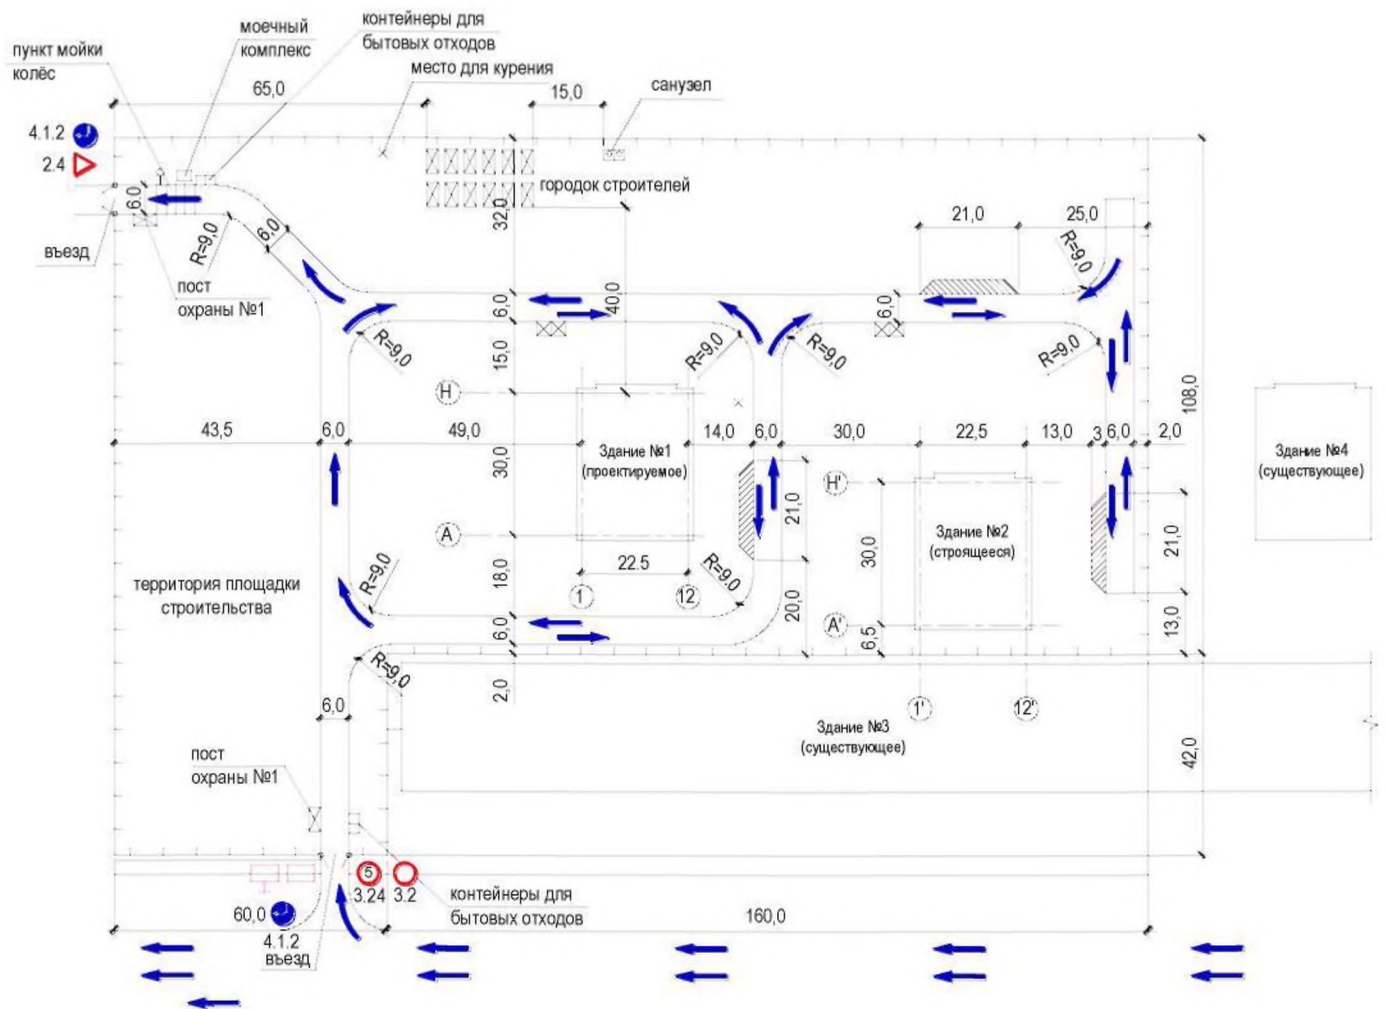 моечный
комплекс
контейнеры для
бытовых отходов
пункт мойки
колёс
место для курения
санузел
65,0
15,0
4.1.2
2.4
6.0
городок строителей
32,0
21,0
25,0
R=9,0
6,0
R=9,0
въезд
пост
охраны №1
6,0
40,0
6,0
R=9,0
R=9,0
R=9,0
R=9,0
15,0
108,0
Н
43,5
6,0
49,0
14,0
6,0
30,0
22,5
13,0
3
6,0
2,0
30,0
Здание №1
(проектируемое)
Здание №4
(существующее)
Н'
21,0
А
Здание №2
(строящееся)
30,0
21,0
22.5
18,0
R=9.0
R=9.0
1
12
территория площадки
строительства
20,0
13,0
А'
6,5
6,0
R=9,0
2,0
6,0
1'
12'
Здание №3
(существующее)
42,0
пост
охраны №1
5
3.24
3.2
контейнеры для
бытовых отходов
60,0
160,0
4.1.2
въезд